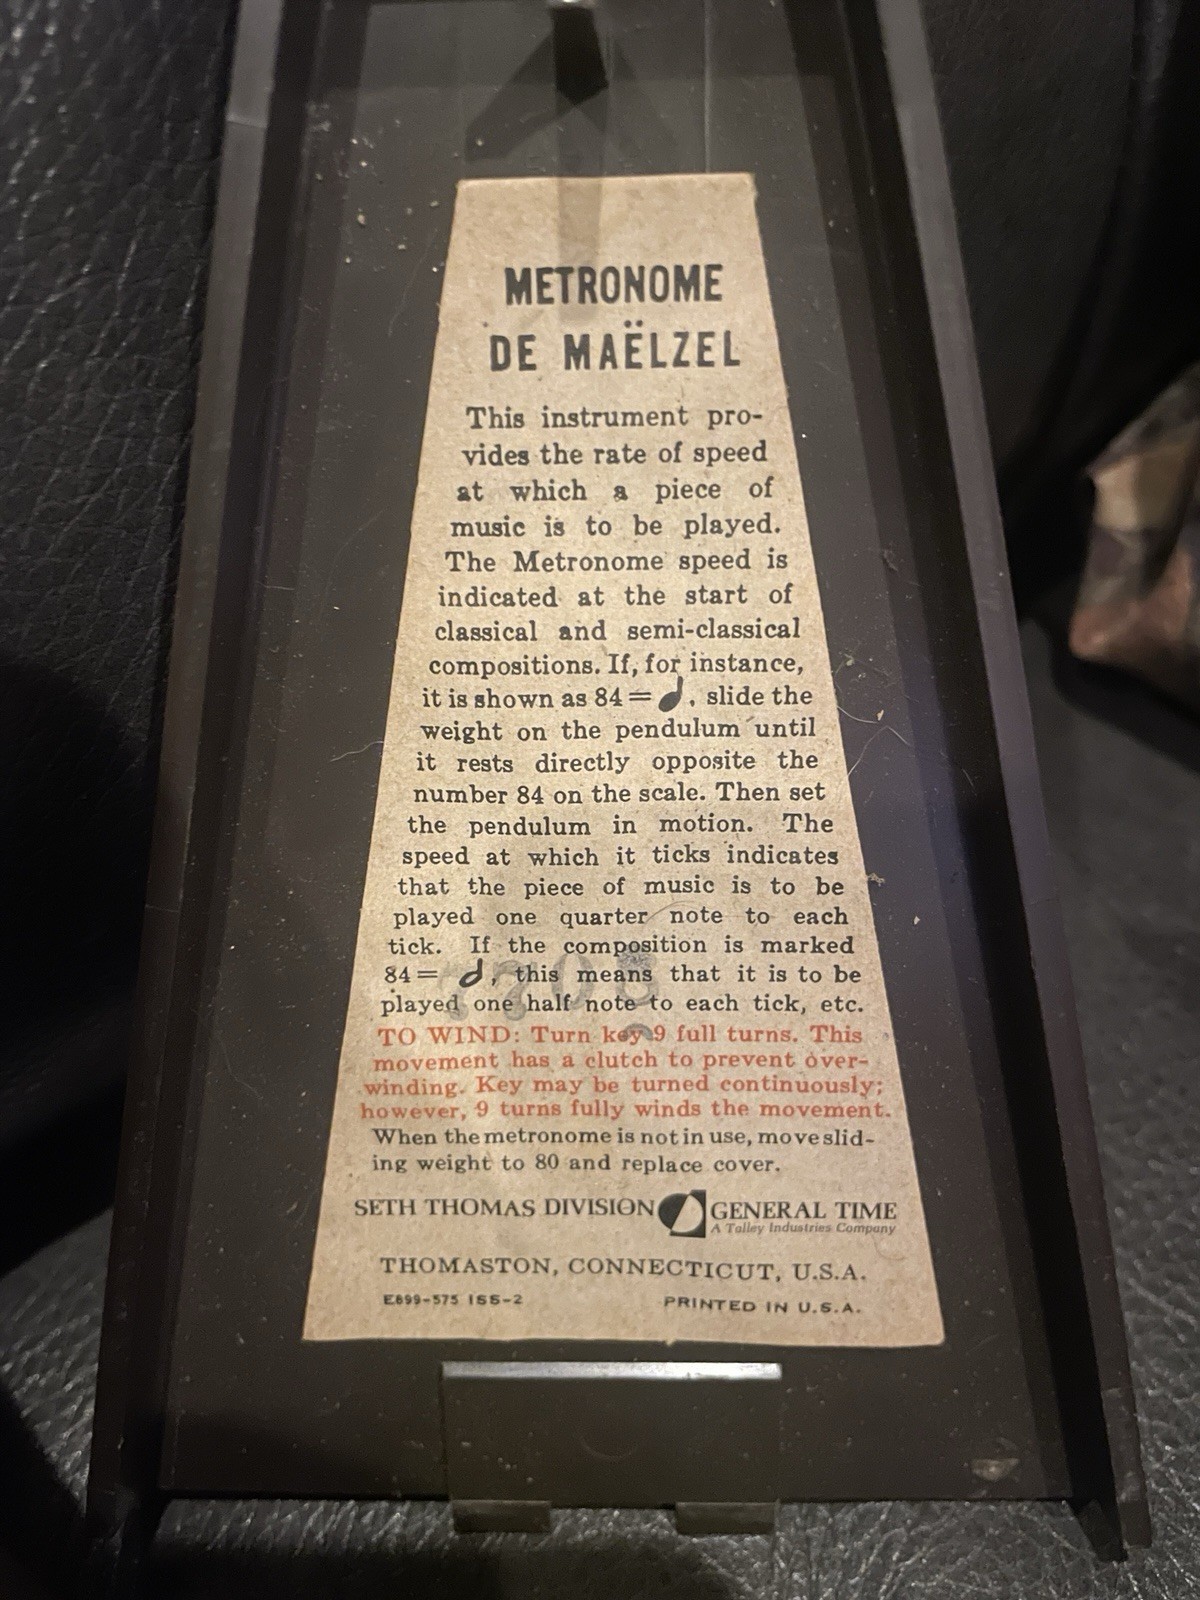 METRONOME
DE MAËLZEL
This instrument pro-
vides the rate of speed
at which a piece of
music is to be played.
The Metronome speed is
indicated at the start of
classical and semi-classical
compositions. If, for instance,
it is shown as 84 = ♩, slide the
weight on the pendulum until
it rests directly opposite the
number 84 on the scale. Then set
the pendulum in motion. The
speed at which it ticks indicates
that the piece of music is to be
played one quarter note to each
tick. If the composition is marked
84 = 𝅗𝅥, this means that it is to be
played one half note to each tick, etc.
TO WIND: Turn key 9 full turns. This
movement has a clutch to prevent over-
winding. Key may be turned continuously;
however, 9 turns fully winds the movement.
When the metronome is not in use, move slid-
ing weight to 80 and replace cover.
SETH THOMAS DIVISION GENERAL TIME
A Talley Industries Company
THOMASTON, CONNECTICUT, U.S.A.
E899-575 ISS-2 PRINTED IN U.S.A.